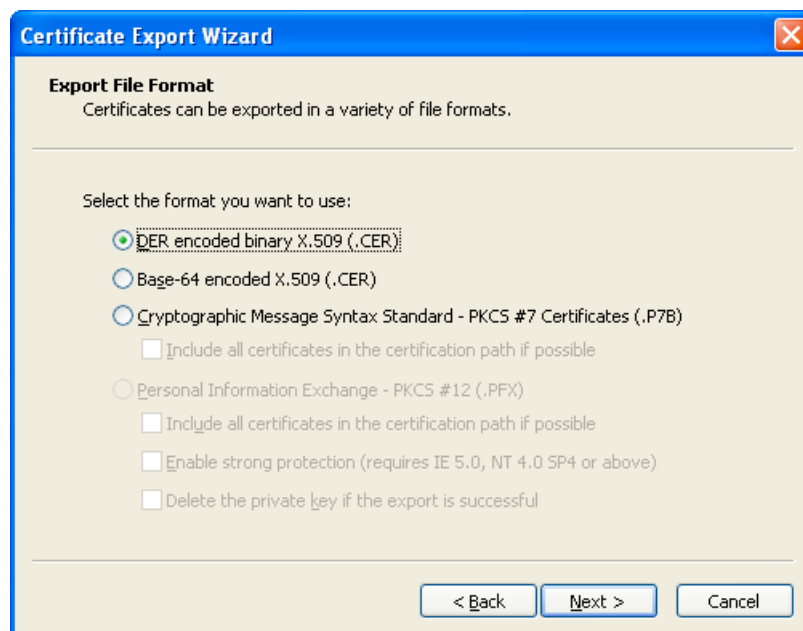 Certificate Export Wizard
Export File Format
Certificates can be exported in a variety of file formats.
Select the format you want to use:
DER encoded binary X.509 (.CER)
Base-64 encoded X.509 (.CER)
Cryptographic Message Syntax Standard - PKCS #7 Certificates (.P7B)
Include all certificates in the certification path if possible
Personal Information Exchange - PKCS #12 (.PFX)
Include all certificates in the certification path if possible
Enable strong protection (requires IE 5.0, NT 4.0 SP4 or above)
Delete the private key if the export is successful
< Back Next > Cancel